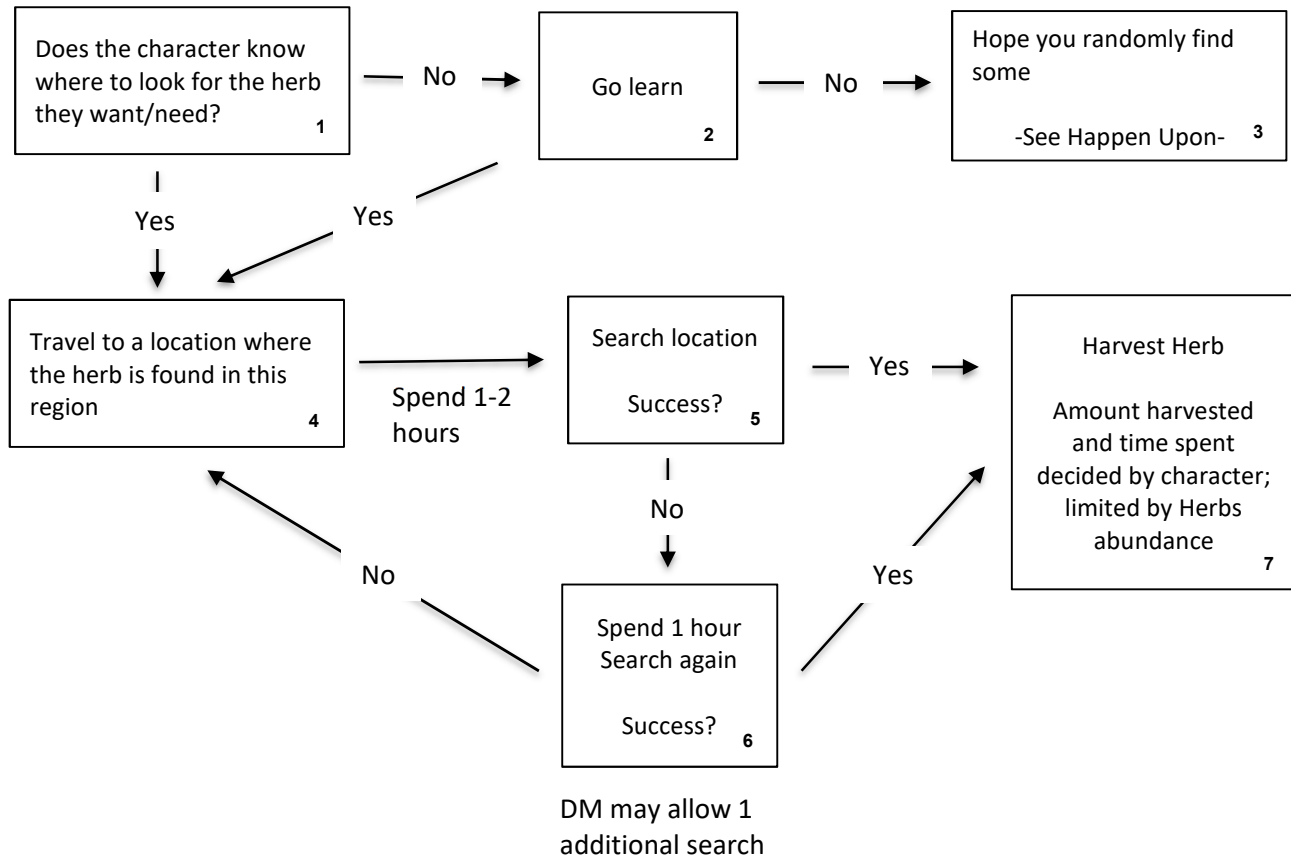 Does the character know
where to look for the herb
they want/need?
1
No
Go learn
2
No
Hope you randomly find
some
-See Happen Upon-
3
Yes
Yes
Travel to a location where
the herb is found in this
region
4
Spend 1-2
hours
Search location
Success?
5
Yes
Harvest Herb
Amount harvested
and time spent
decided by character;
limited by Herbs
abundance
7
No
No
Spend 1 hour
Search again
Success?
6
Yes
DM may allow 1
additional search